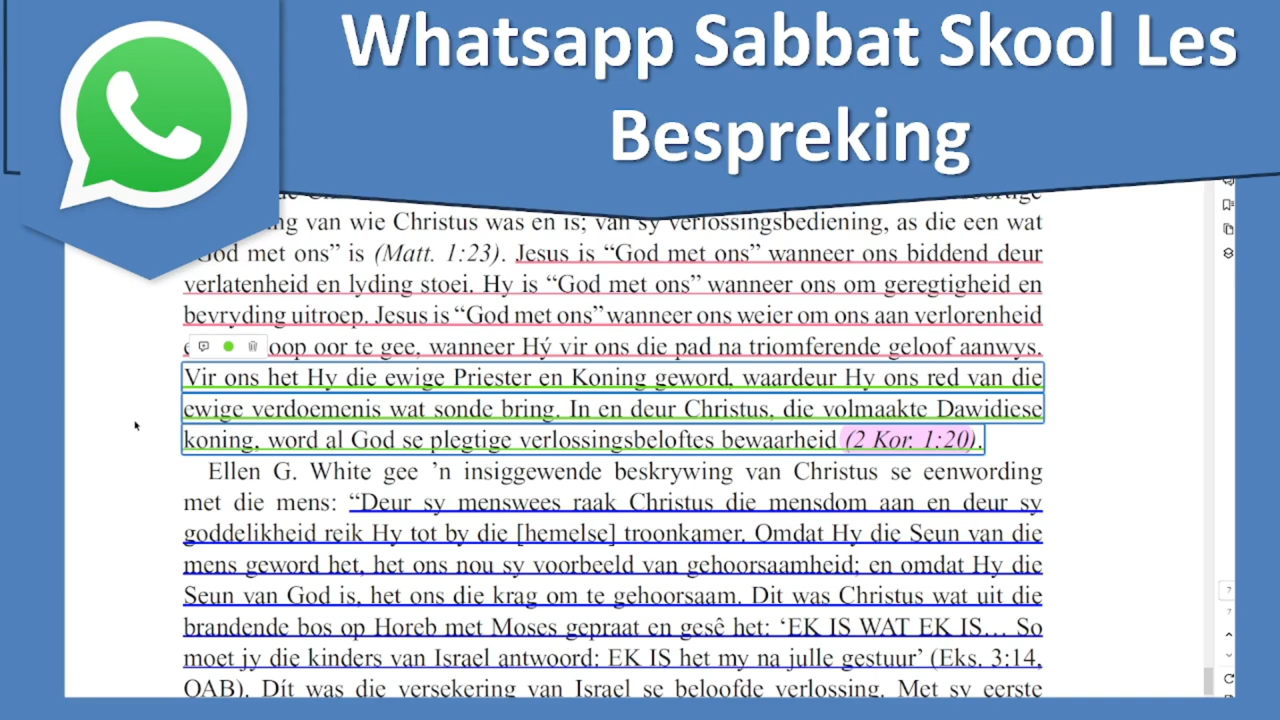 Whatsapp Sabbat Skool Les
Bespreking
van wie Christus was en is; van sy verlossingsbediening, as die een wat
God met ons” is (Matt. 1:23). Jesus is “God met ons” wanneer ons biddend deur
verlatenheid en lyding stoei. Hy is “God met ons” wanneer ons om geregtigheid en
bevryding uitroep. Jesus is “God met ons” wanneer ons weier om ons aan verlorenheid
oor te gee, wanneer Hý vir ons die pad na triomferende geloof aanwys.
Vir ons het Hy die ewige Priester en Koning geword, waardeur Hy ons red van die
ewige verdoemenis wat sonde bring. In en deur Christus, die volmaakte Dawidiese
koning, word al God se plegtige verlossingsbeloftes bewaarheid (2 Kor. 1:20).
Ellen G. White gee ’n insiggewende beskrywing van Christus se eenwording
met die mens: “Deur sy menswees raak Christus die mensdom aan en deur sy
goddelikheid reik Hy tot by die [hemelse] troonkamer. Omdat Hy die Seun van die
mens geword het, het ons nou sy voorbeeld van gehoorsaamheid; en omdat Hy die
Seun van God is, het ons die krag om te gehoorsaam. Dit was Christus wat uit die
brandende bos op Horeb met Moses gepraat en gesê het: ‘EK IS WAT EK IS… So
moet jy die kinders van Israel antwoord: EK IS het my na julle gestuur’ (Eks. 3:14,
OAB). Dít was die versekering van Israel se beloofde verlossing. Met sy eerste